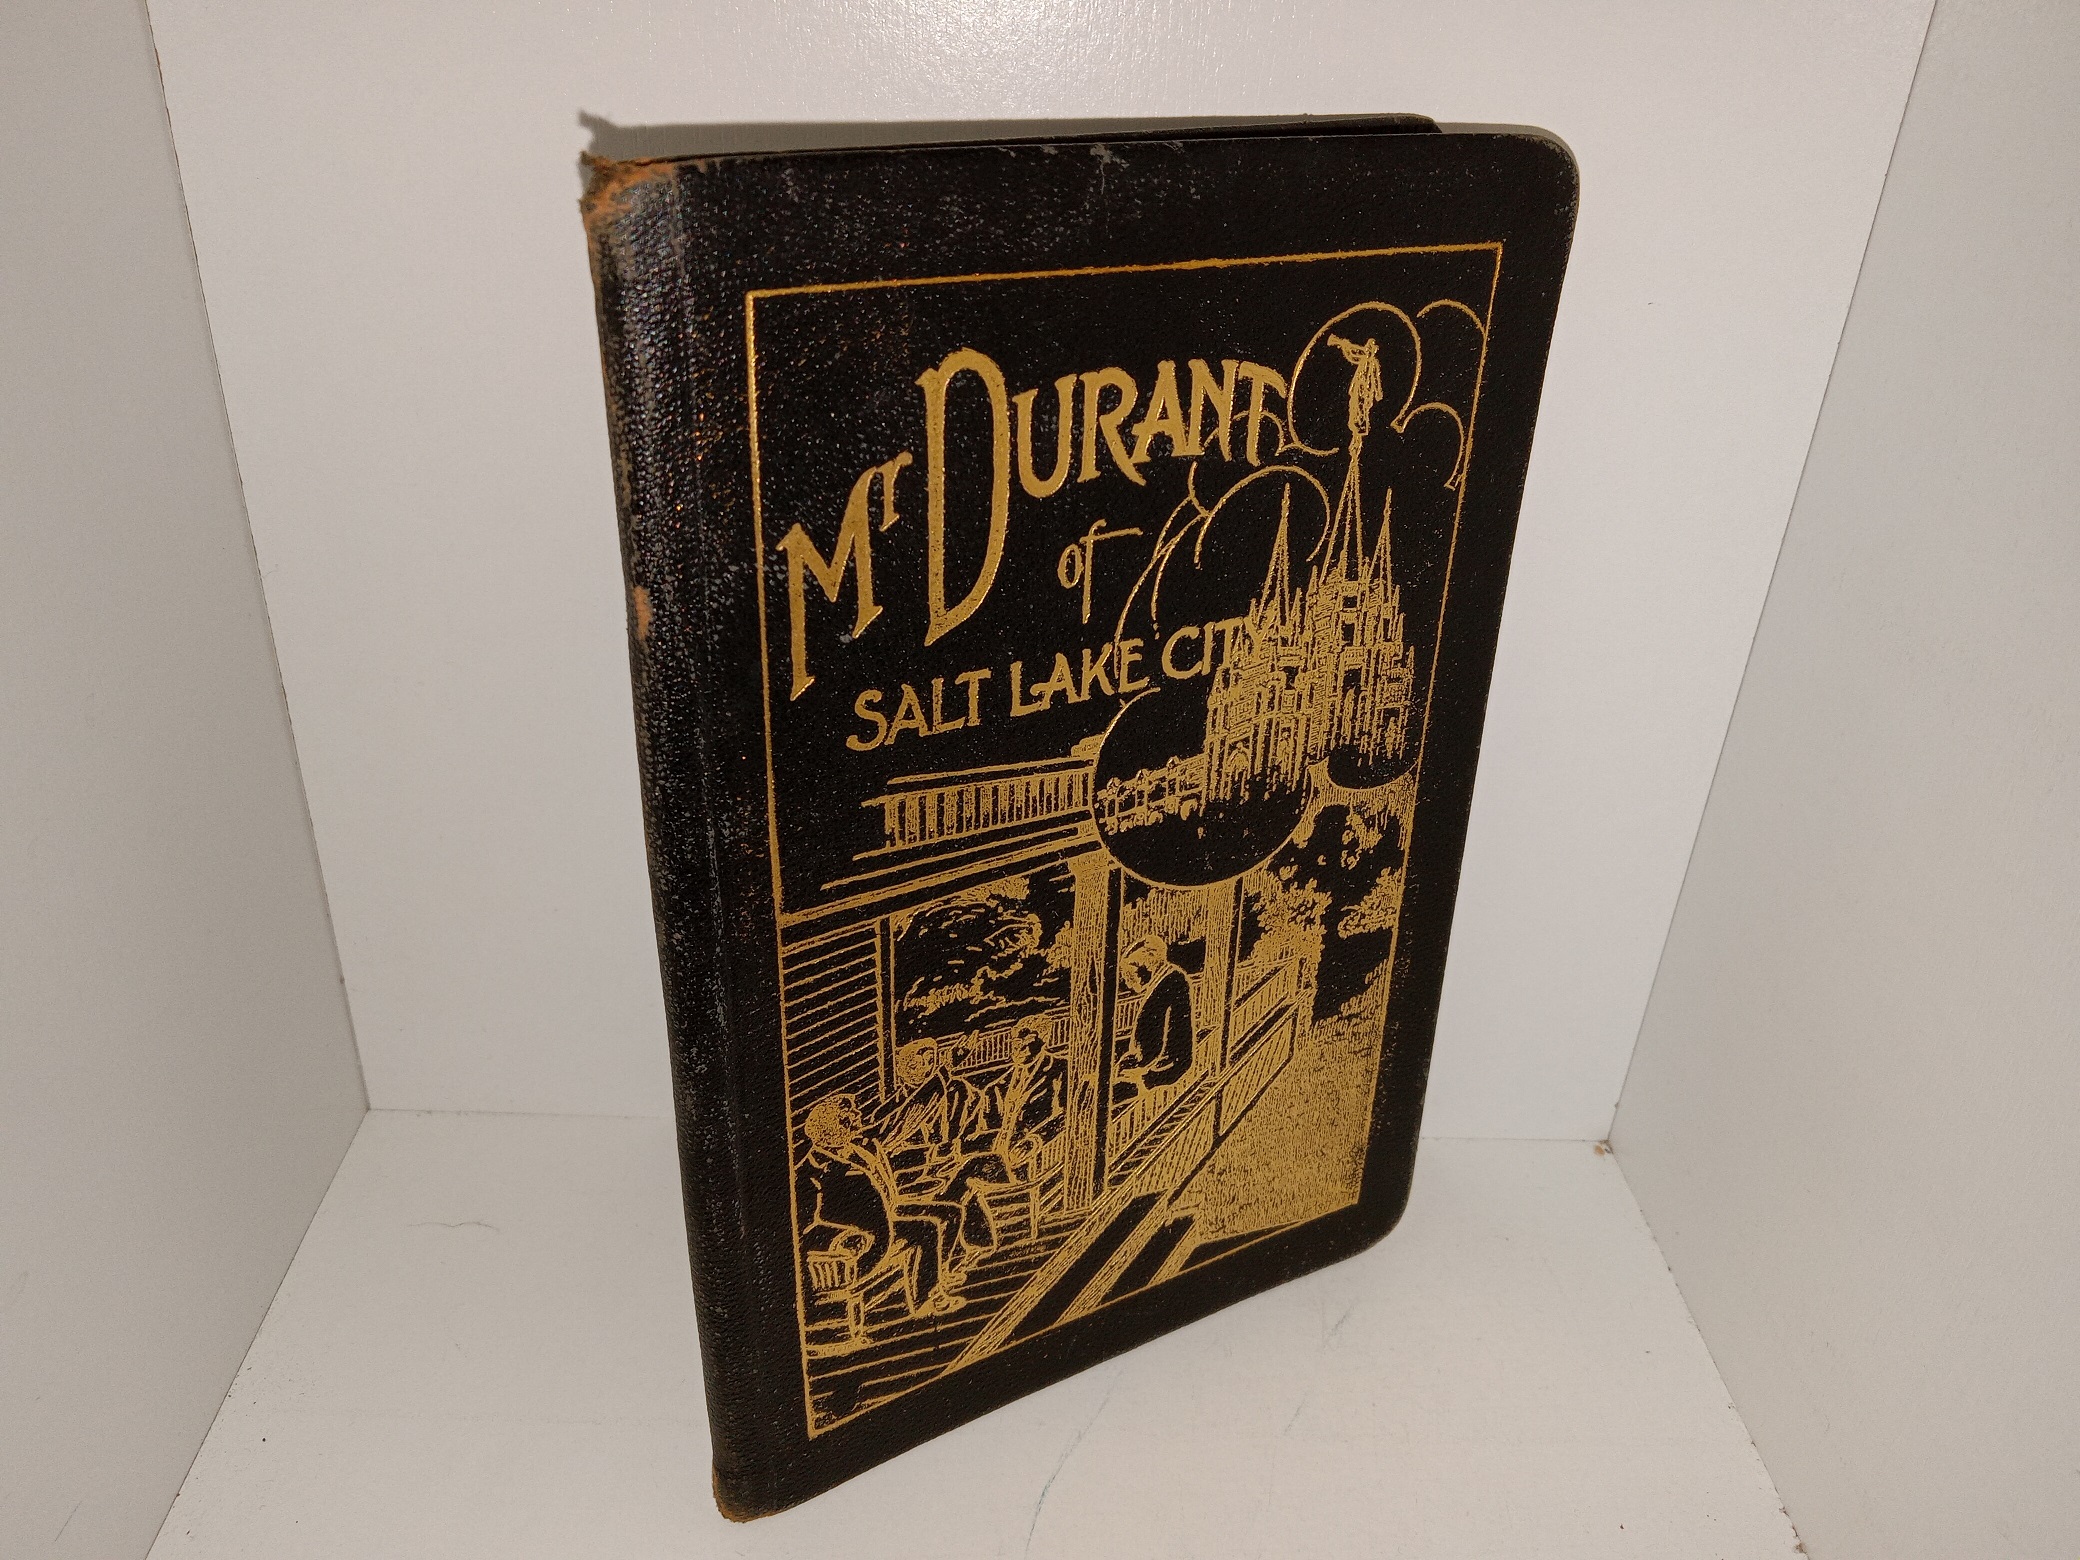 Mr Durant
of
Salt Lake City